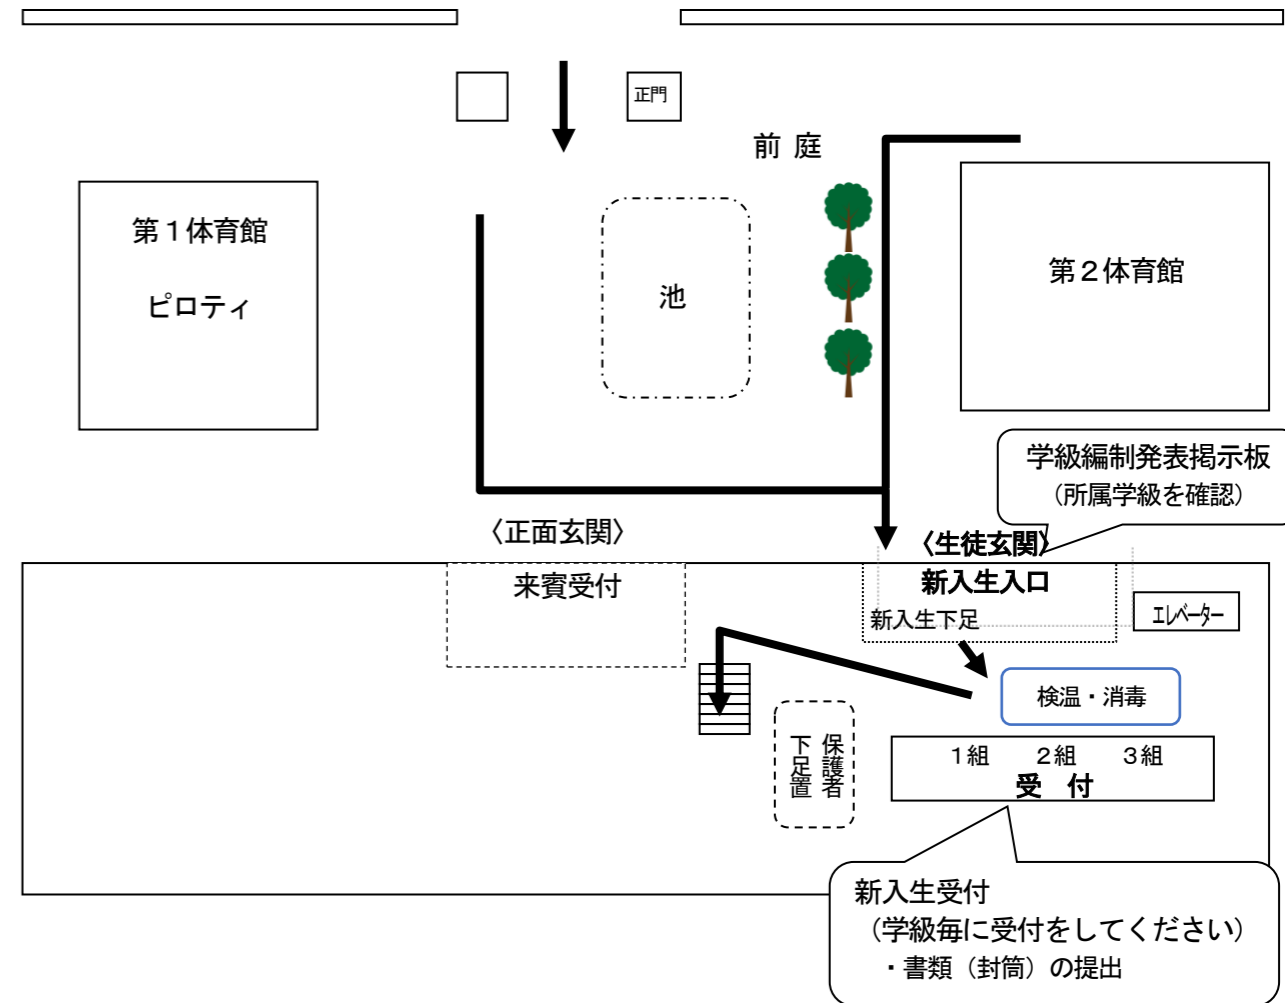 正門
前 庭
第１体育館
ピロティ
池
第２体育館
学級編制発表掲示板
（所属学級を確認）
〈正面玄関〉
〈生徒玄関〉
来賓受付
新入生入口
新入生下足
エレベーター
検温・消毒
保護者
下足置
１組　２組　３組
受　付
新入生受付
（学級毎に受付をしてください）
・書類（封筒）の提出